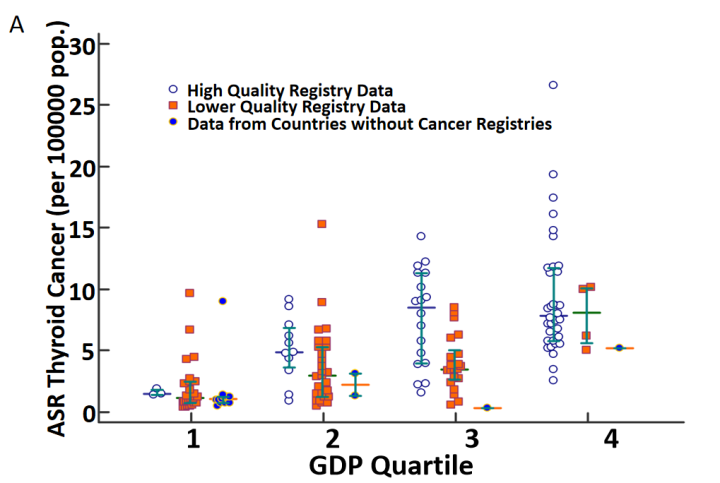 A
ASR Thyroid Cancer (per 100000 pop.)
30
25
20
15
10
5
0
High Quality Registry Data
Lower Quality Registry Data
Data from Countries without Cancer Registries
1 2 3 4
GDP Quartile